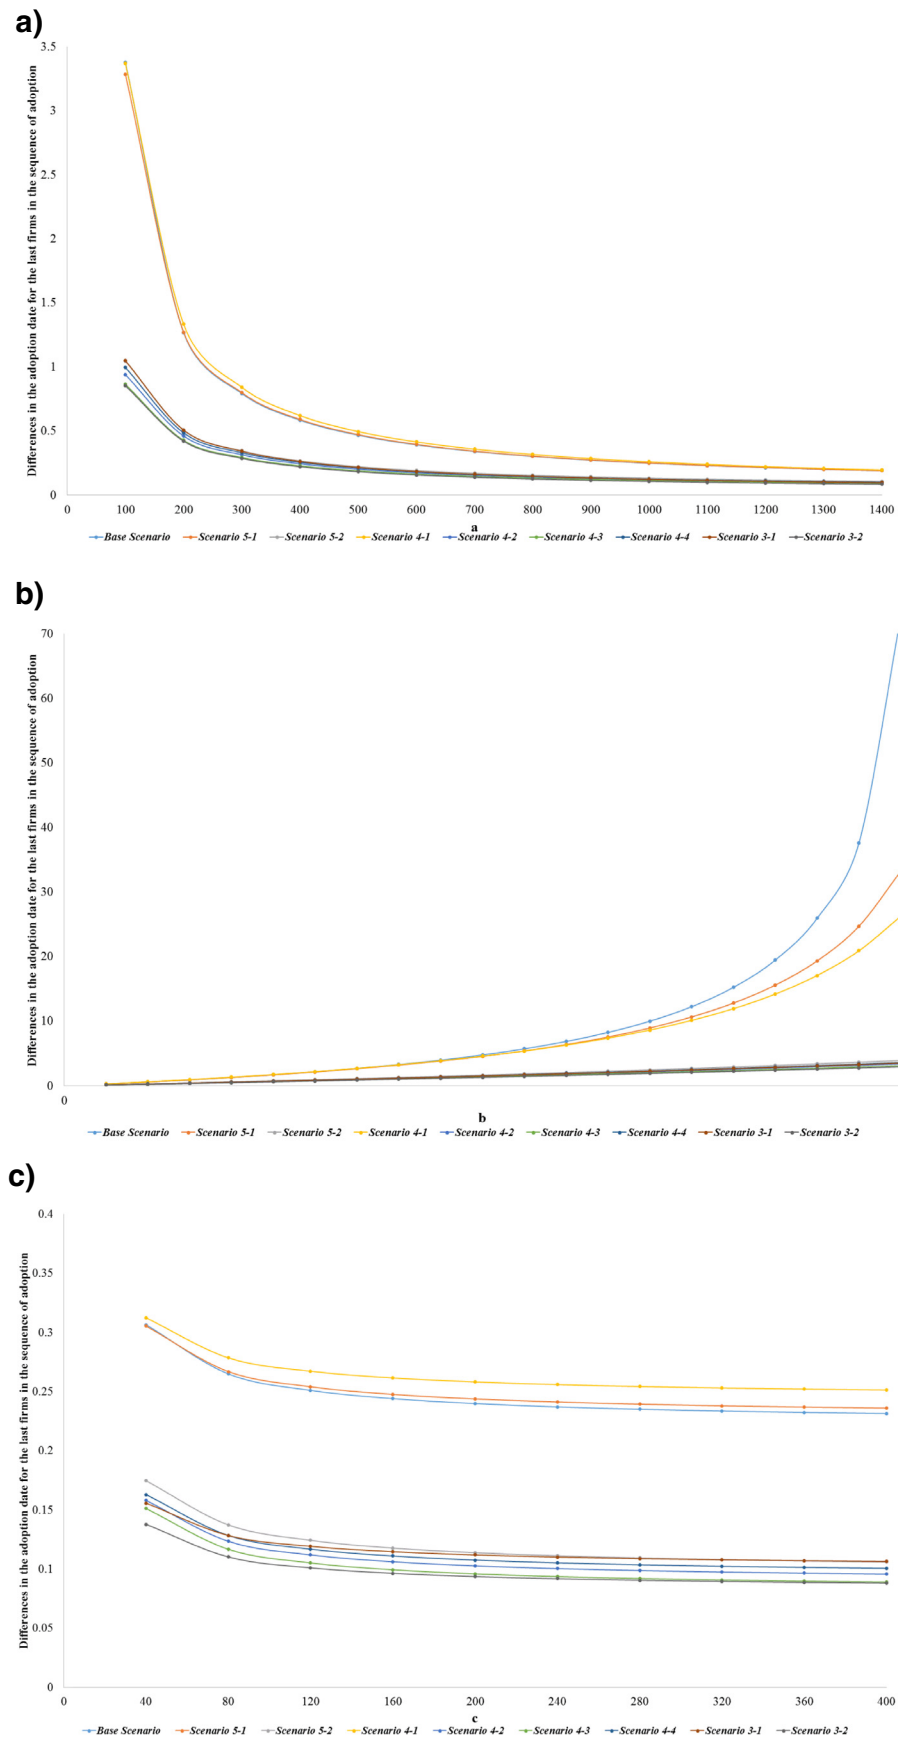 a)
Differences in the adoption date for the last firms in the sequence of adoption
3.5
3
2.5
2
1.5
1
0.5
0
0 100 200 300 400 500 600 700 800 900 1000 1100 1200 1300 1400
a
Base Scenario Scenario 5-1 Scenario 5-2 Scenario 4-1 Scenario 4-2 Scenario 4-3 Scenario 4-4 Scenario 3-1 Scenario 3-2
b)
Differences in the adoption date for the last firms in the sequence of adoption
70
60
50
40
30
20
10
0
0
b
Base Scenario Scenario 5-1 Scenario 5-2 Scenario 4-1 Scenario 4-2 Scenario 4-3 Scenario 4-4 Scenario 3-1 Scenario 3-2
c)
Differences in the adoption date for the last firms in the sequence of adoption
0.4
0.35
0.3
0.25
0.2
0.15
0.1
0.05
0
0 40 80 120 160 200 240 280 320 360 400
c
Base Scenario Scenario 5-1 Scenario 5-2 Scenario 4-1 Scenario 4-2 Scenario 4-3 Scenario 4-4 Scenario 3-1 Scenario 3-2